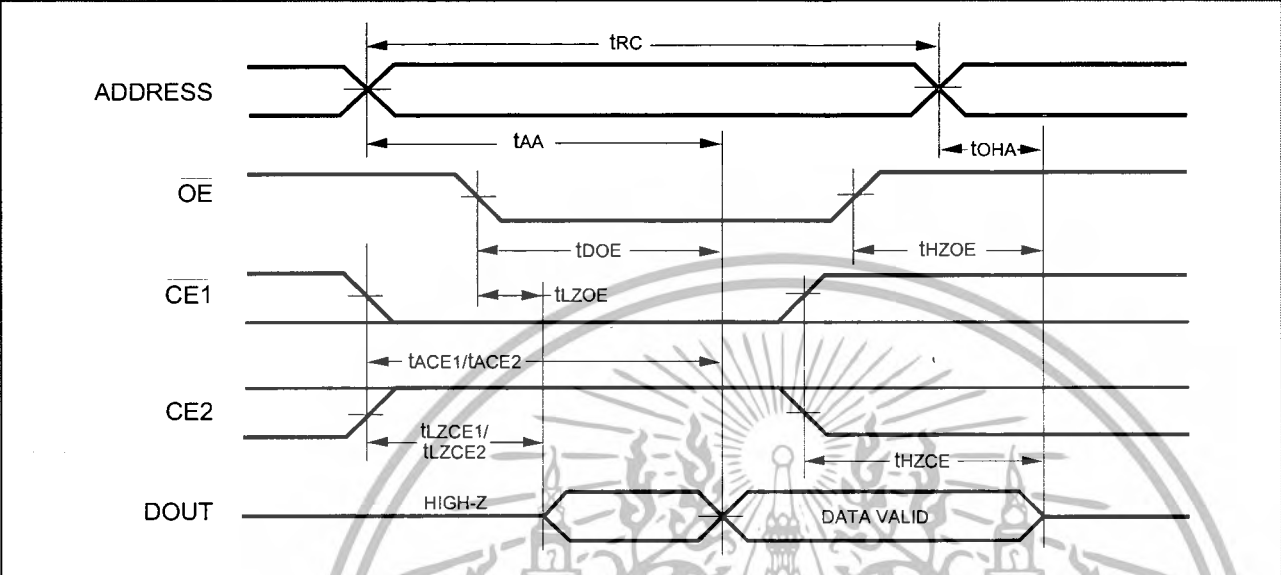 tRC
ADDRESS
tAA
tOHA
OE
tDOE
tHZOE
CE1
tLZOE
tACE1/tACE2
CE2
tLZCE1/
tLZCE2
tHZCE
DOUT
HIGH-Z
DATA VALID